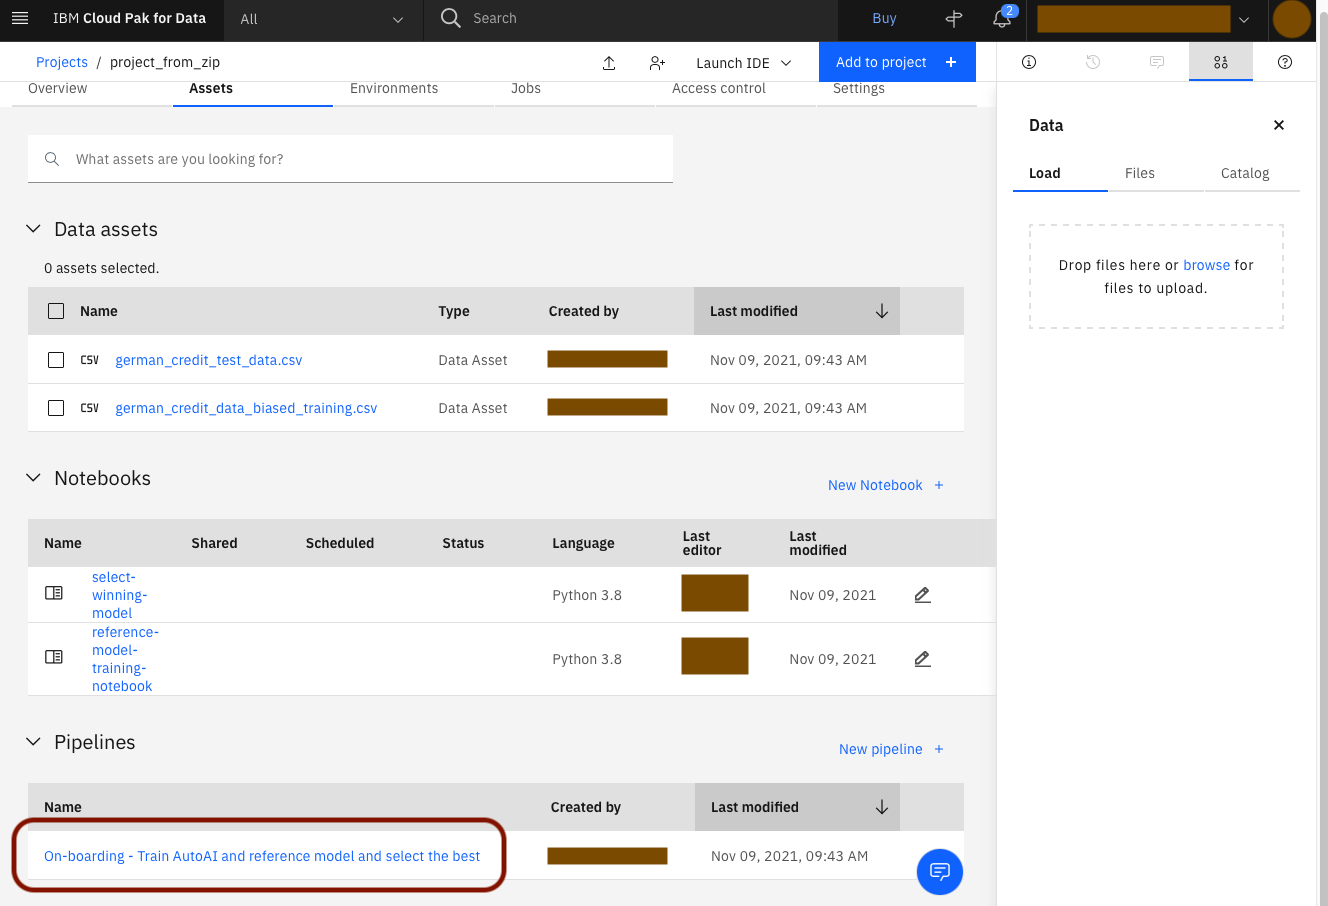 IBM Cloud Pak for Data
All
Search
Buy
2
Projects / project_from_zip
Launch IDE
Add to project +
Overview
Assets
Environments
Jobs
Access control
Settings
What assets are you looking for?
Data assets
0 assets selected.
Name Type Created by Last modified
CSV german_credit_test_data.csv Data Asset Nov 09, 2021, 09:43 AM
CSV german_credit_data_biased_training.csv Data Asset Nov 09, 2021, 09:43 AM
Notebooks
New Notebook +
Name Shared Scheduled Status Language Last
editor Last
modified
select-
winning-
model
Python 3.8 Nov 09, 2021
reference-
model-
training-
notebook
Python 3.8 Nov 09, 2021
Pipelines
New pipeline +
Name Created by Last modified
On-boarding - Train AutoAI and reference model and select the best Nov 09, 2021, 09:43 AM
Data
Load Files Catalog
Drop files here or browse for
files to upload.